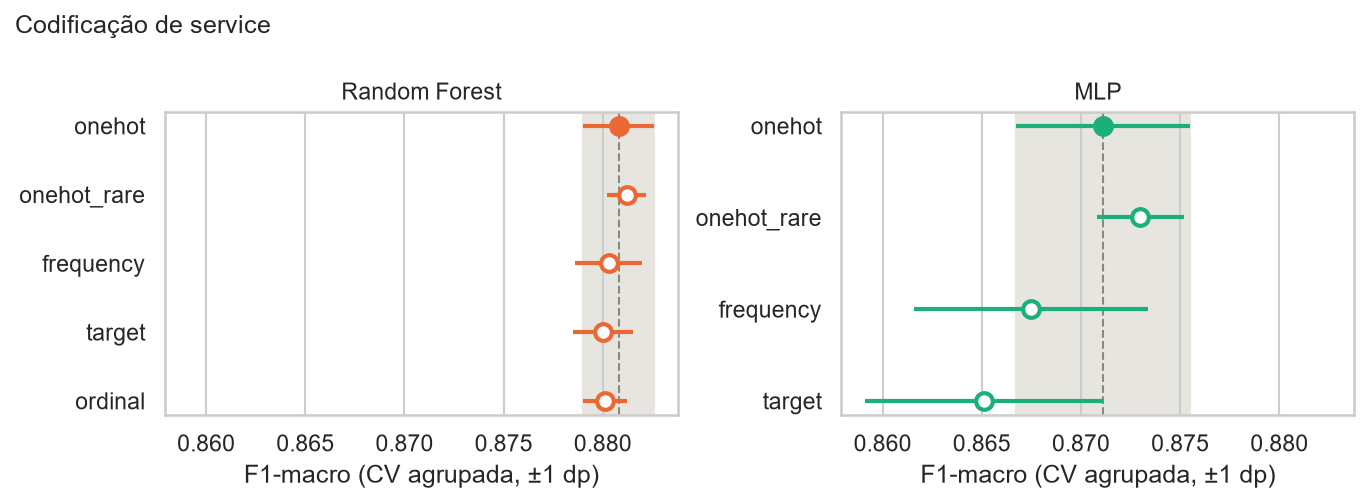 Codificação de service
Random Forest
onehot
onehot_rare
frequency
target
ordinal
0.860 0.865 0.870 0.875 0.880
F1-macro (CV agrupada, ±1 dp)
MLP
onehot
onehot_rare
frequency
target
0.860 0.865 0.870 0.875 0.880
F1-macro (CV agrupada, ±1 dp)